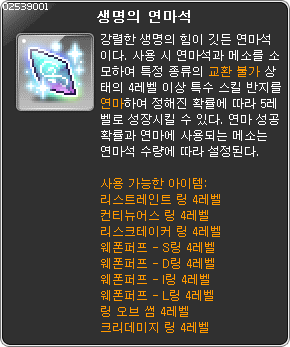 02539001
생명의 연마석
강렬한 생명의 힘이 깃든 연마석
이다. 사용 시 연마석과 메소를 소
모하여 특정 종류의 교환 불가 상
태의 4레벨 이상 특수 스킬 반지를
연마하여 정해진 확률에 따라 5레
벨로 성장시킬 수 있다. 연마 성공
확률과 연마에 사용되는 메소는
연마석 수량에 따라 설정된다.
사용 가능한 아이템:
리스트레인트 링 4레벨
컨티뉴어스 링 4레벨
리스크테이커 링 4레벨
웨폰퍼프 - S링 4레벨
웨폰퍼프 - D링 4레벨
웨폰퍼프 - I링 4레벨
웨폰퍼프 - L링 4레벨
링 오브 썸 4레벨
크리데미지 링 4레벨